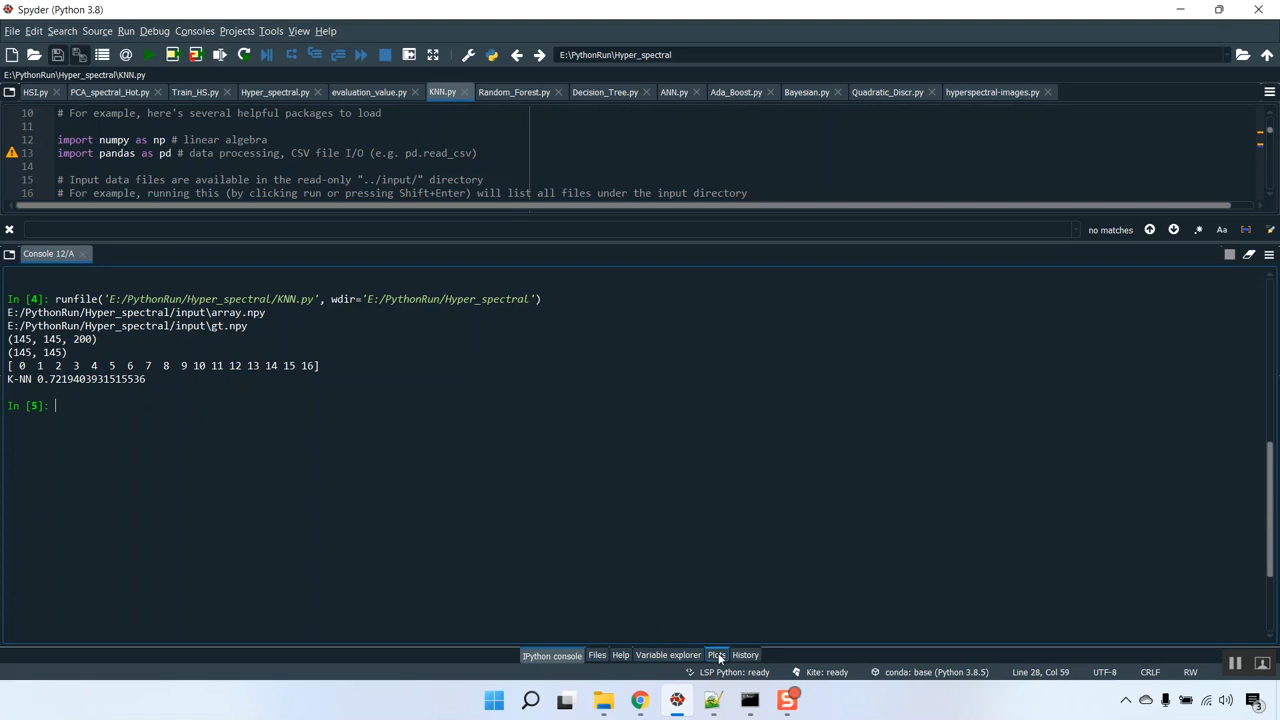 Spyder (Python 3.8)
File Edit Search Source Run Debug Consoles Projects Tools View Help
E:\PythonRun\Hyper_spectral
E:\PythonRun\Hyper_spectral\KNN.py
HSI.py PCA_spectral_Hot.py Train_HS.py Hyper_spectral.py evaluation_value.py KNN.py Random_Forest.py Decision_Tree.py ANN.py Ada_Boost.py Bayesian.py Quadratic_Discr.py hyperspectral-images.py
10 # For example, here's several helpful packages to load
11
12 import numpy as np # linear algebra
13 import pandas as pd # data processing, CSV file I/O (e.g. pd.read_csv)
14
15 # Input data files are available in the read-only "../input/" directory
16 # For example, running this (by clicking run or pressing Shift+Enter) will list all files under the input directory
no matches .* Aa
Console 12/A
In [4]: runfile('E:/PythonRun/Hyper_spectral/KNN.py', wdir='E:/PythonRun/Hyper_spectral')
E:/PythonRun/Hyper_spectral/input\array.npy
E:/PythonRun/Hyper_spectral/input\gt.npy
(145, 145, 200)
(145, 145)
[ 0 1 2 3 4 5 6 7 8 9 10 11 12 13 14 15 16]
K-NN 0.7219403931515536
In [5]:
IPython console Files Help Variable explorer Plots History
LSP Python: ready Kite: ready conda: base (Python 3.8.5) Line 28, Col 59 UTF-8 CRLF RW
S 3